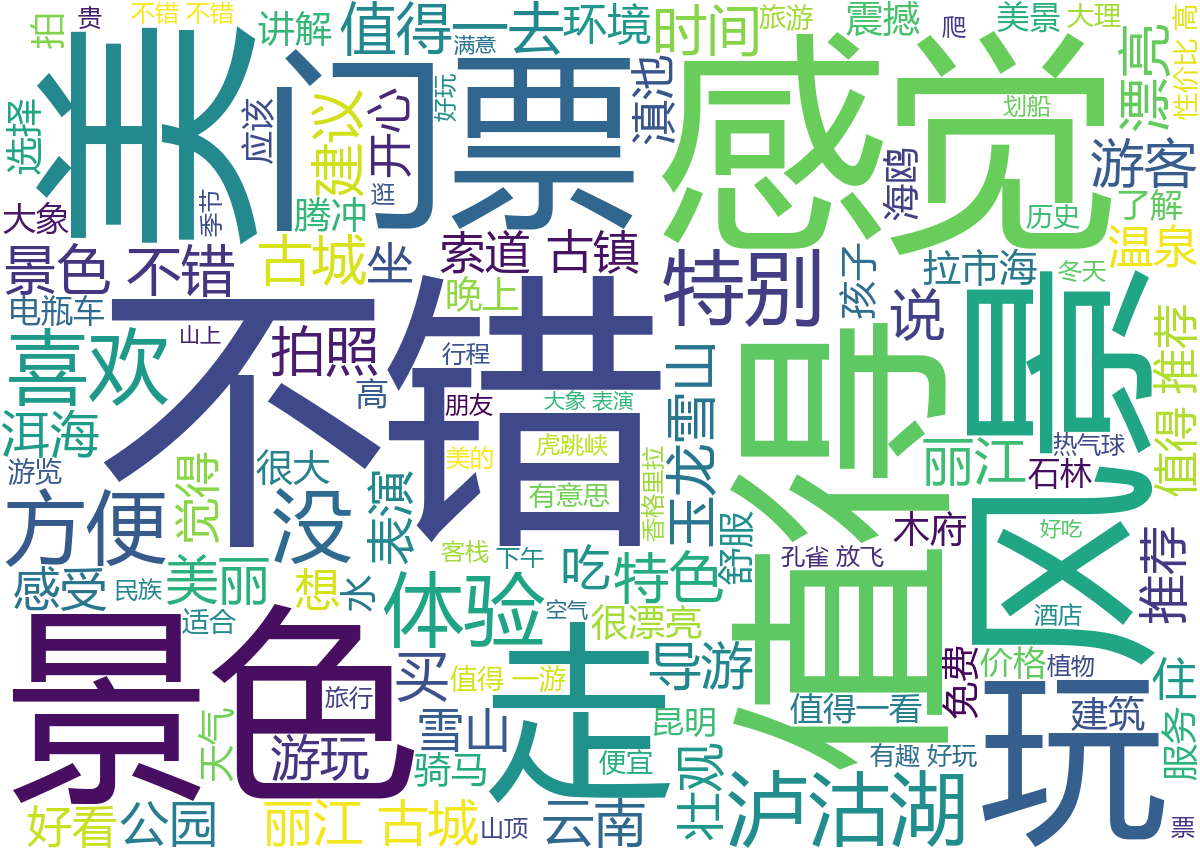 拍
贵
不错 不错
讲解
值得一去
满意
环境
时间
旅游
震撼
爬
美景
大理
漂亮
性价比 高
选择
美
应该
门票
建议
开心
好玩
滇池
感觉
划船
海鸥
游客
大象
季节
逛
腾冲
历史
了解
景色 不错
古城
坐
索道
古镇
晚上
特别
孩子
说
拉市海
冬天
温泉
电瓶车
山上
不错
拍照
行程
高
朋友
大象 表演
玉龙雪山
值得
风景
值得 推荐
喜欢
洱海
游览
觉得
很大
美的
虎跳峡
有意思
香格里拉
丽江
石林
热气球
方便
没
表演
木府
好吃
推荐
感受
民族
美丽
想
水
客栈
下午
吃
特色
舒服
孔雀 放飞
适合
体验
空气
很漂亮
酒店
景色
旅行
买
值得 一游
走
导游
免费
价格
植物
住
天气
游玩
雪山
骑马
便宜
昆明
壮观
值得一看
有趣 好玩
玩
建筑
服务
好看
公园
丽江 古城
山顶
云南
泸沽湖
票